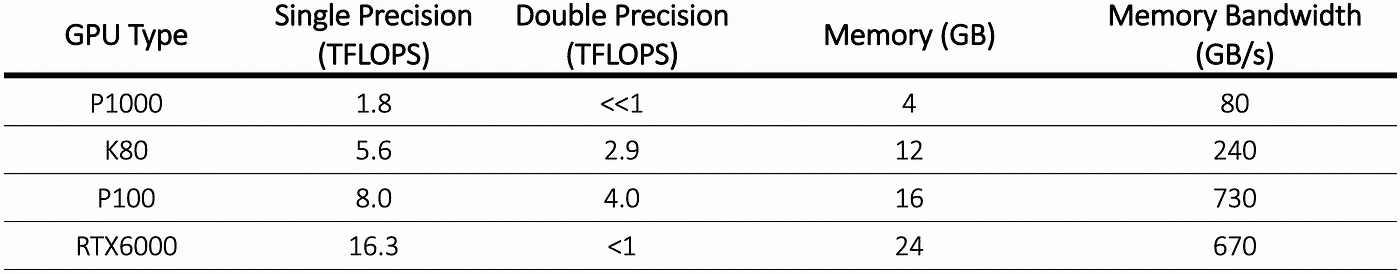 GPU Type Single Precision (TFLOPS) Double Precision (TFLOPS) Memory (GB) Memory Bandwidth (GB/s)
P1000 1.8 <<1 4 80
K80 5.6 2.9 12 240
P100 8.0 4.0 16 730
RTX6000 16.3 <1 24 670